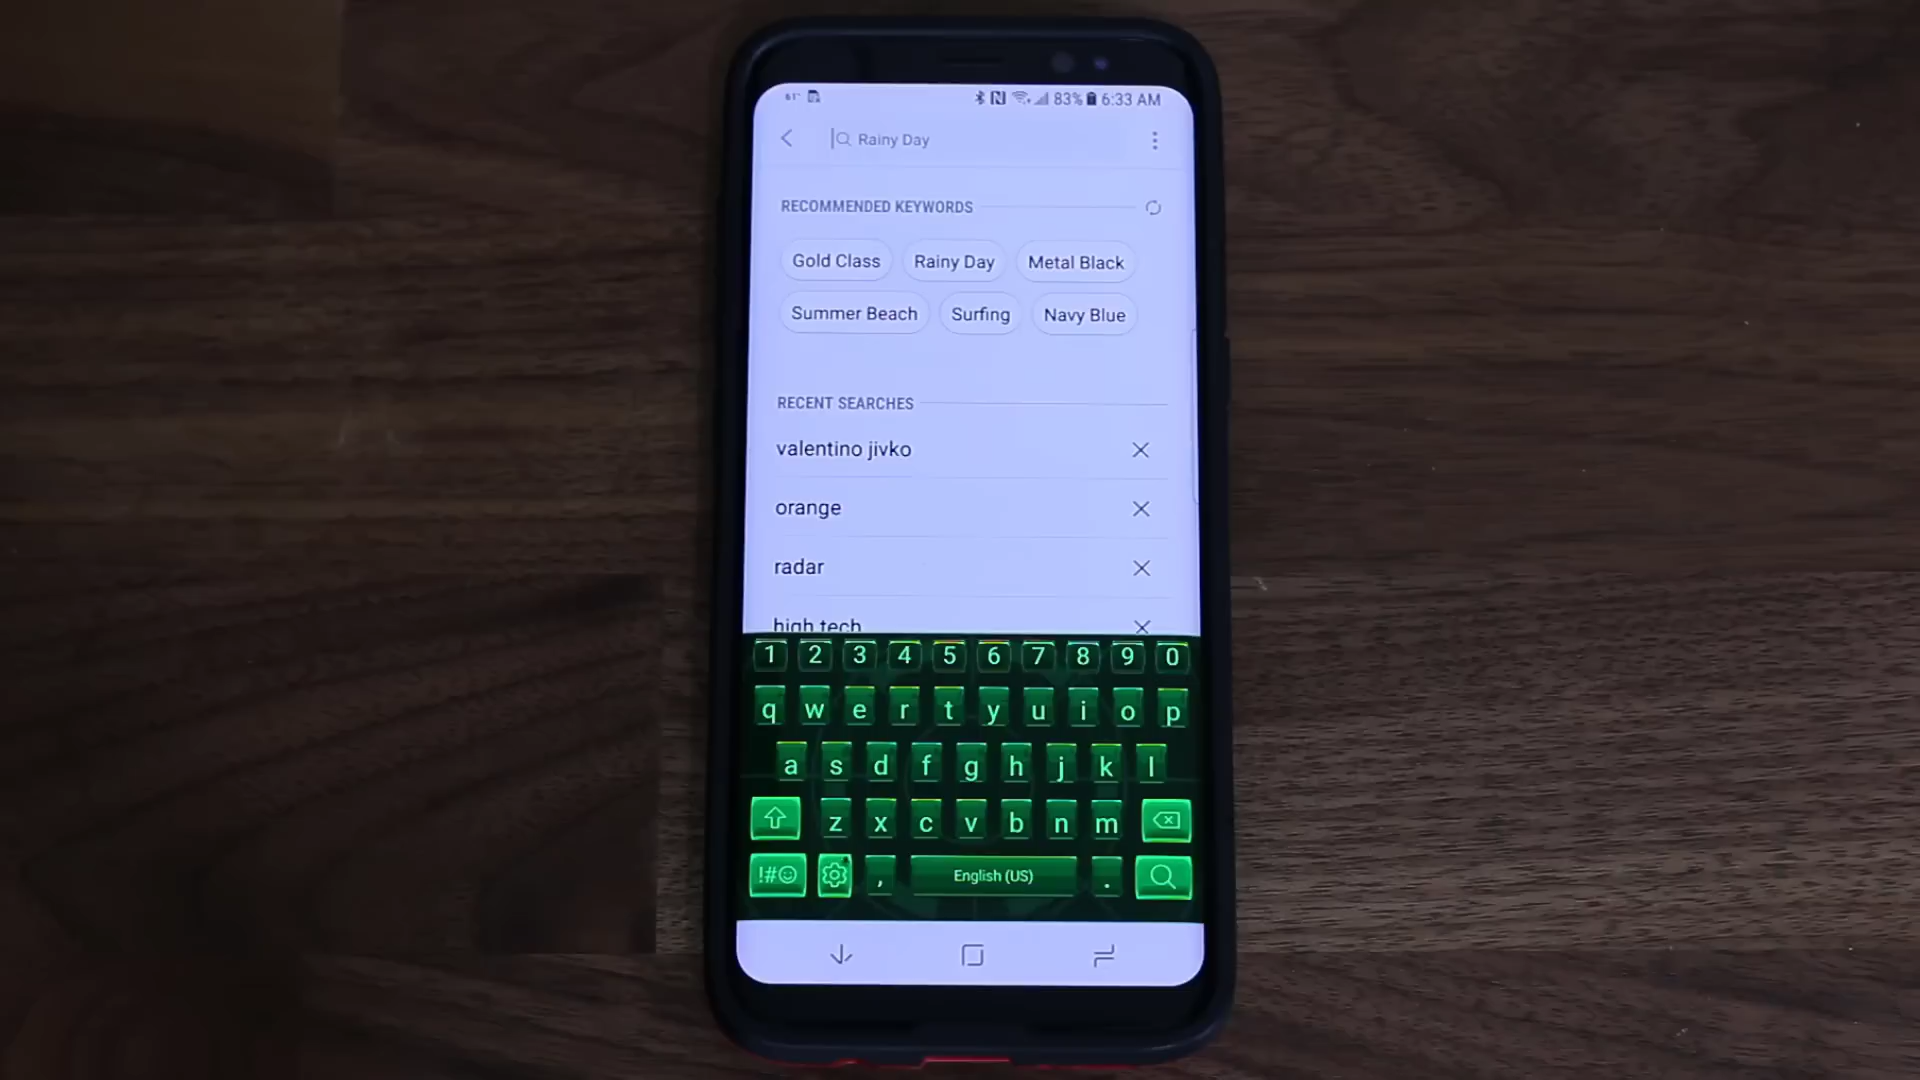 61° 83% 6:33 AM
Rainy Day
RECOMMENDED KEYWORDS
Gold Class Rainy Day Metal Black
Summer Beach Surfing Navy Blue
RECENT SEARCHES
valentino jivko
orange
radar
high tech
1 2 3 4 5 6 7 8 9 0
q w e r t y u i o p
a s d f g h j k l
z x c v b n m
!#☺ , English (US) .